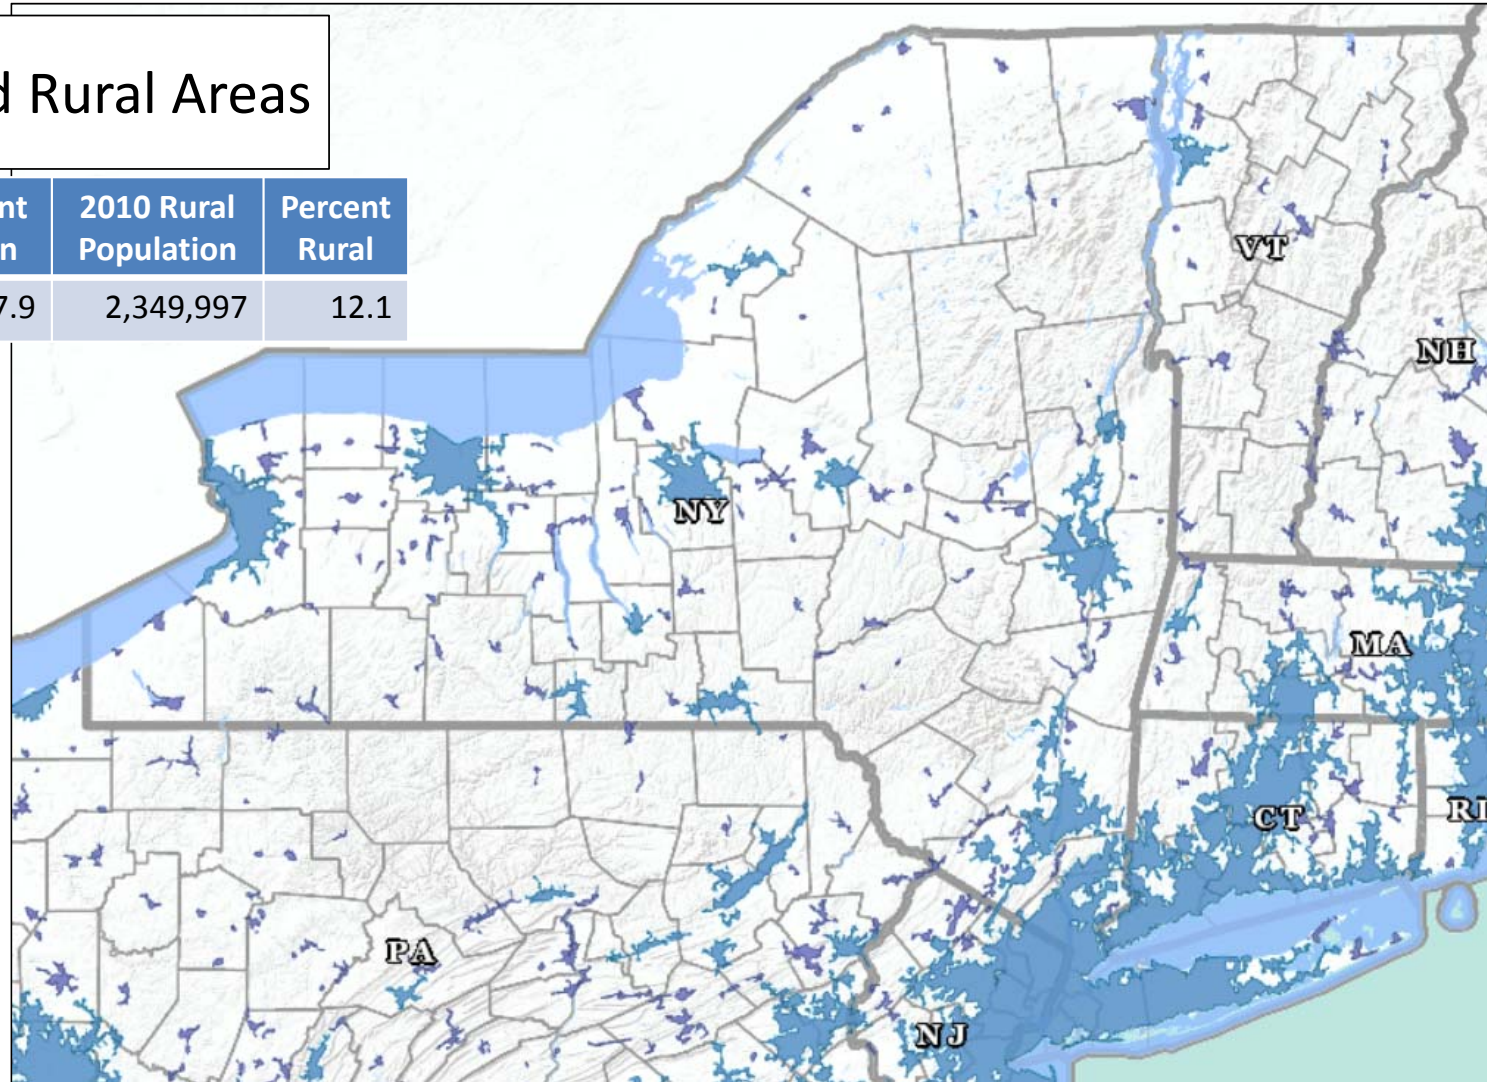 d Rural Areas
nt 2010 Rural Percent
n Population Rural
7.9 2,349,997 12.1
VT
NH
NY
MA
CT
RI
PA
NJ